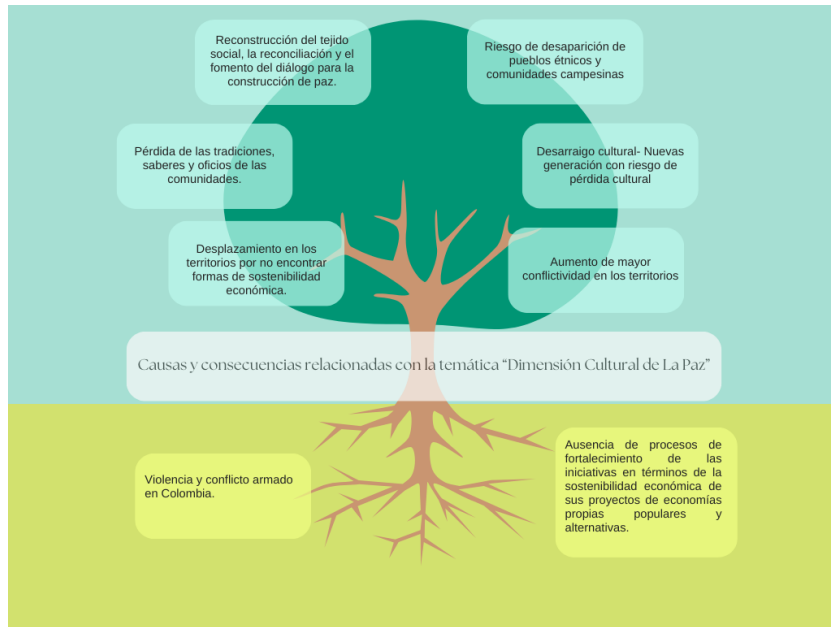 Reconstrucción del tejido
social, la reconciliación y el
fomento del diálogo para la
construcción de paz.
Riesgo de desaparición de
pueblos étnicos y
comunidades campesinas
Pérdida de las tradiciones,
saberes y oficios de las
comunidades.
Desarraigo cultural- Nuevas
generación con riesgo de
pérdida cultural
Desplazamiento en los
territorios por no encontrar
formas de sostenibilidad
económica.
Aumento de mayor
conflictividad en los territorios
Causas y consecuencias relacionadas con la temática “Dimensión Cultural de La Paz”
Violencia y conflicto armado
en Colombia.
Ausencia de procesos de
fortalecimiento de las
iniciativas en términos de la
sostenibilidad económica de
sus proyectos de economías
propias populares y
alternativas.